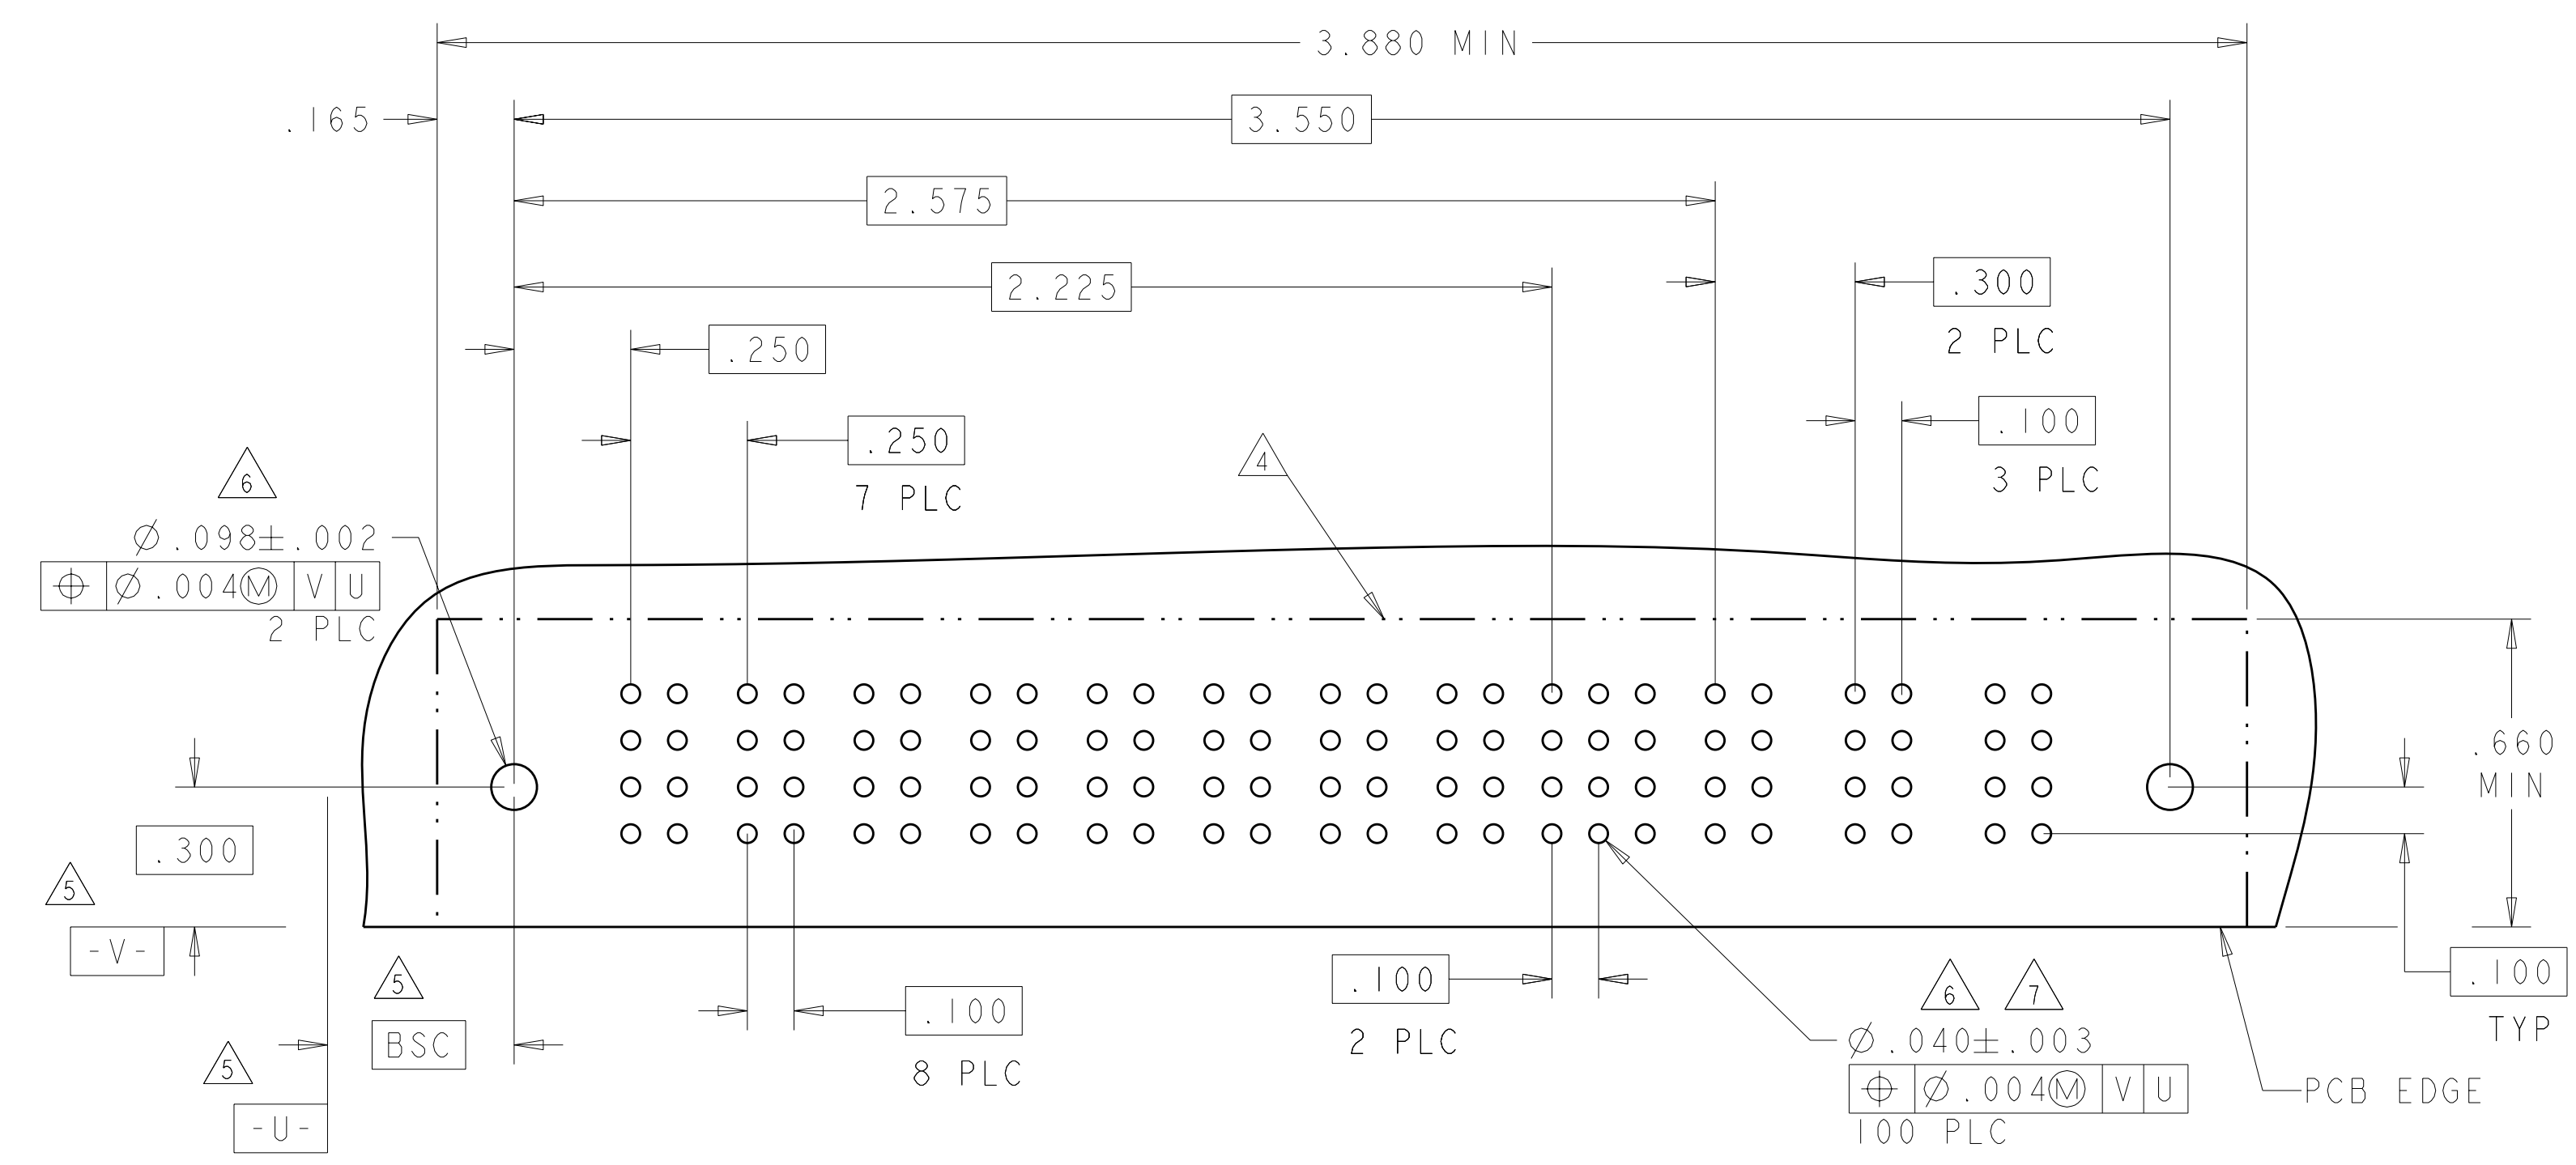 3.880 MIN
.165
3.550
2.575
2.225
.300
2 PLC
.250
.100
3 PLC
.250
7 PLC
4
6
Ø.098±.002
⌖ Ø.004Ⓜ V U
2 PLC
.660
MIN
.300
5
-V-
5
BSC
5
-U-
.100
8 PLC
.100
2 PLC
6 7
Ø.040±.003
⌖ Ø.004Ⓜ V U
100 PLC
.100
TYP
PCB EDGE